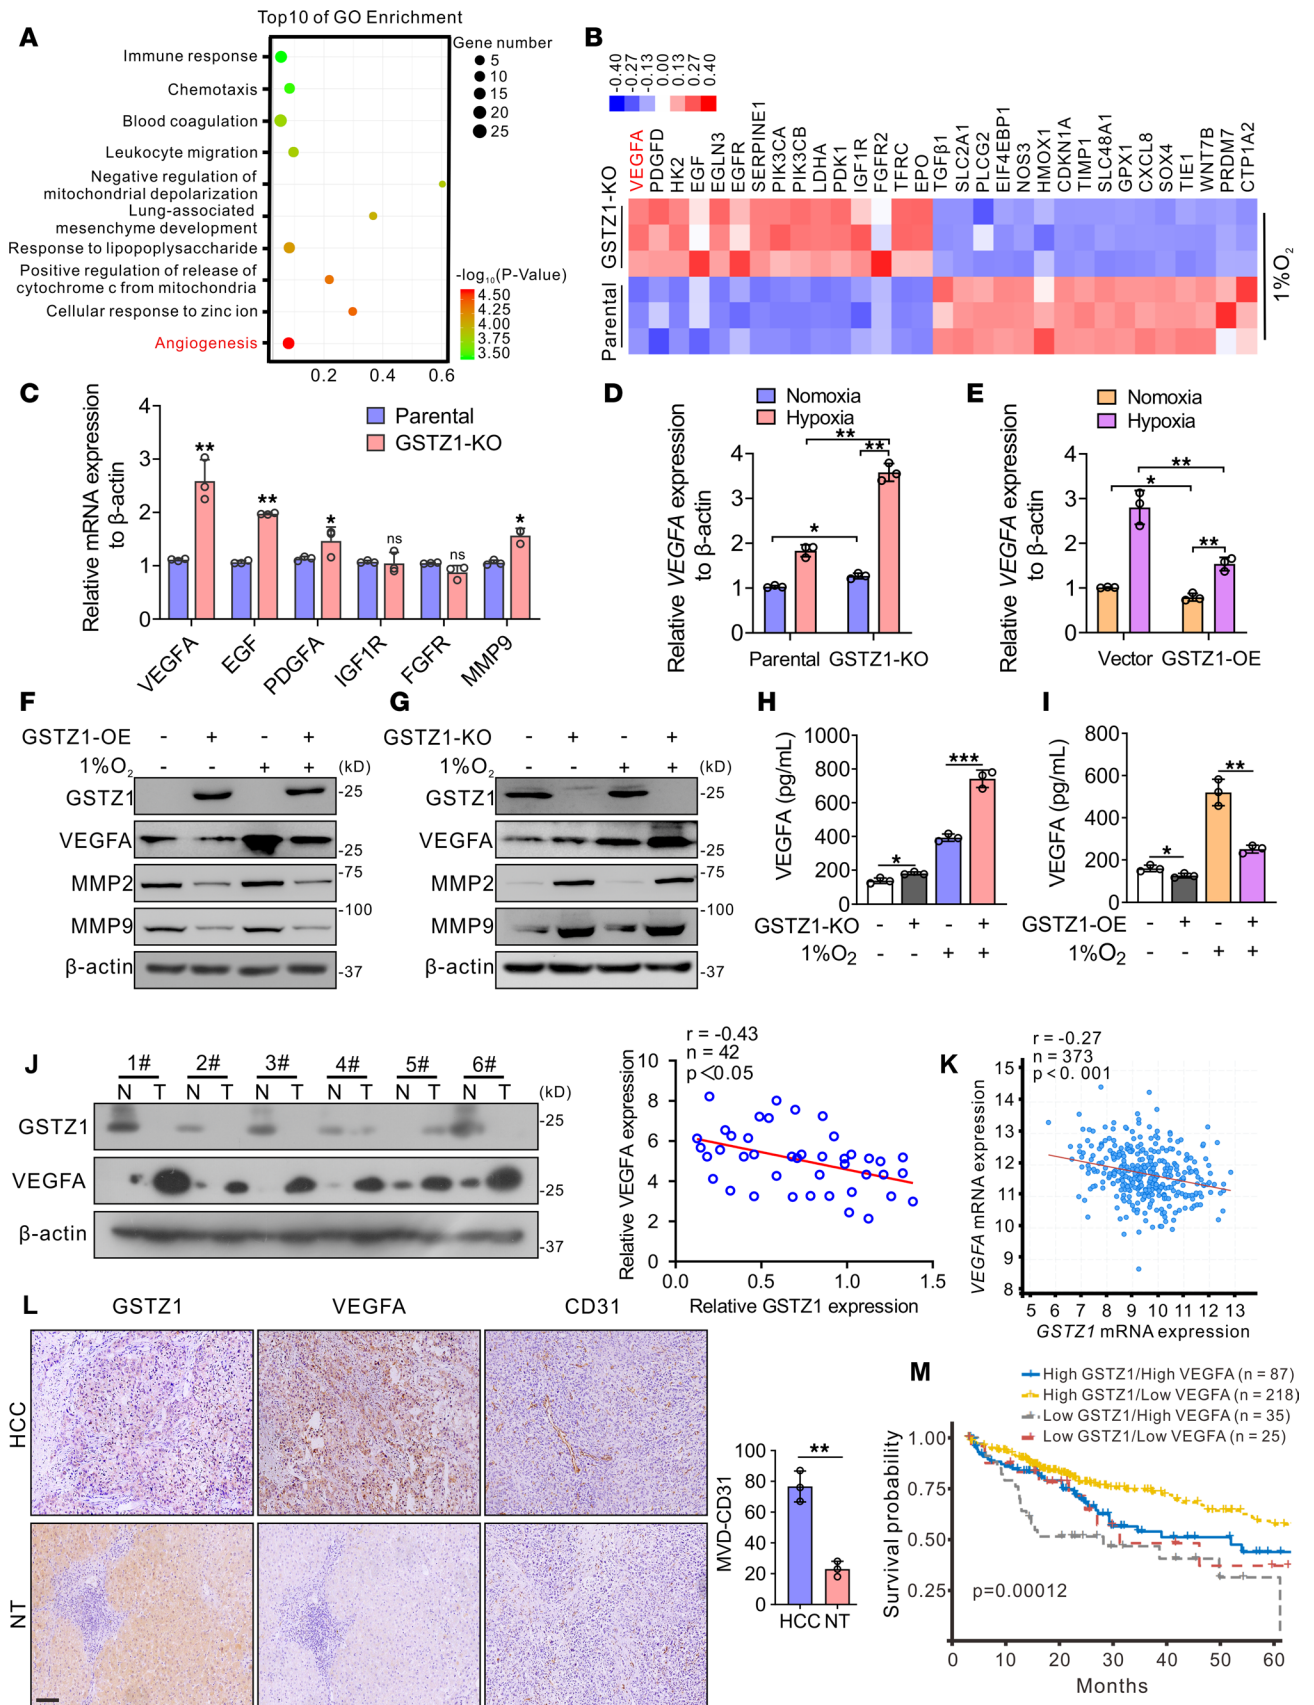 A
Top10 of GO Enrichment
Immune response
Chemotaxis
Blood coagulation
Leukocyte migration
Negative regulation of
mitochondrial depolarization
Lung-associated
mesenchyme development
Response to lipopolysaccharide
Positive regulation of release of
cytochrome c from mitochondria
Cellular response to zinc ion
Angiogenesis
0.2 0.4 0.6
Gene number
5
10
15
20
25
-log10(P-Value)
4.50
4.25
4.00
3.75
3.50
B
-0.40 -0.27 -0.13 0.00 0.13 0.27 0.40
VEGFA PDGFD HK2 EGF EGLN3 EGFR SERPINE1 PIK3CA PIK3CB LDHA PDK1 IGF1R FGFR2 TFRC EPO TGFβ1 SLC2A1 PLCG2 EIF4EBP1 NOS3 HMOX1 CDKN1A TIMP1 SLC48A1 GPX1 CXCL8 SOX4 TIE1 WNT7B PRDM7 CTP1A2
GSTZ1-KO
Parental
1%O2
C
Relative mRNA expression
to β-actin
4
3
2
1
0
Parental
GSTZ1-KO
** ** * ns ns *
VEGFA EGF PDGFA IGF1R FGFR MMP9
D
Relative VEGFA expression
to β-actin
Nomoxia
Hypoxia
**
**
*
4
3
2
1
0
Parental GSTZ1-KO
E
Relative VEGFA expression
to β-actin
Nomoxia
Hypoxia
**
*
**
4
3
2
1
0
Vector GSTZ1-OE
F
GSTZ1-OE - + - +
1%O2 - - + + (kD)
GSTZ1 -25
VEGFA -25
MMP2 -75
MMP9 -100
β-actin -37
G
GSTZ1-KO - + - +
1%O2 - - + + (kD)
GSTZ1 -25
VEGFA -25
MMP2 -75
MMP9 -100
β-actin -37
H
VEGFA (pg/mL)
1000
800
600
400
200
0
* ***
GSTZ1-KO - + - +
1%O2 - - + +
I
VEGFA (pg/mL)
800
600
400
200
0
* **
GSTZ1-OE - + - +
1%O2 - - + +
J
1# 2# 3# 4# 5# 6#
N T N T N T N T N T N T (kD)
GSTZ1 -25
VEGFA -25
β-actin -37
r = -0.43
n = 42
p <0.05
Relative VEGFA expression
10
8
6
4
2
0
0.0 0.5 1.0 1.5
Relative GSTZ1 expression
K
r = -0.27
n = 373
p < 0.001
VEGFA mRNA expression
15
14
13
12
11
10
9
8
5 6 7 8 9 10 11 12 13
GSTZ1 mRNA expression
L
GSTZ1 VEGFA CD31
HCC
NT
MVD-CD31
100
80
60
40
20
0
**
HCC NT
M
High GSTZ1/High VEGFA (n = 87)
High GSTZ1/Low VEGFA (n = 218)
Low GSTZ1/High VEGFA (n = 35)
Low GSTZ1/Low VEGFA (n = 25)
Survival probability
1.00
0.75
0.50
0.25
p=0.00012
0 10 20 30 40 50 60
Months